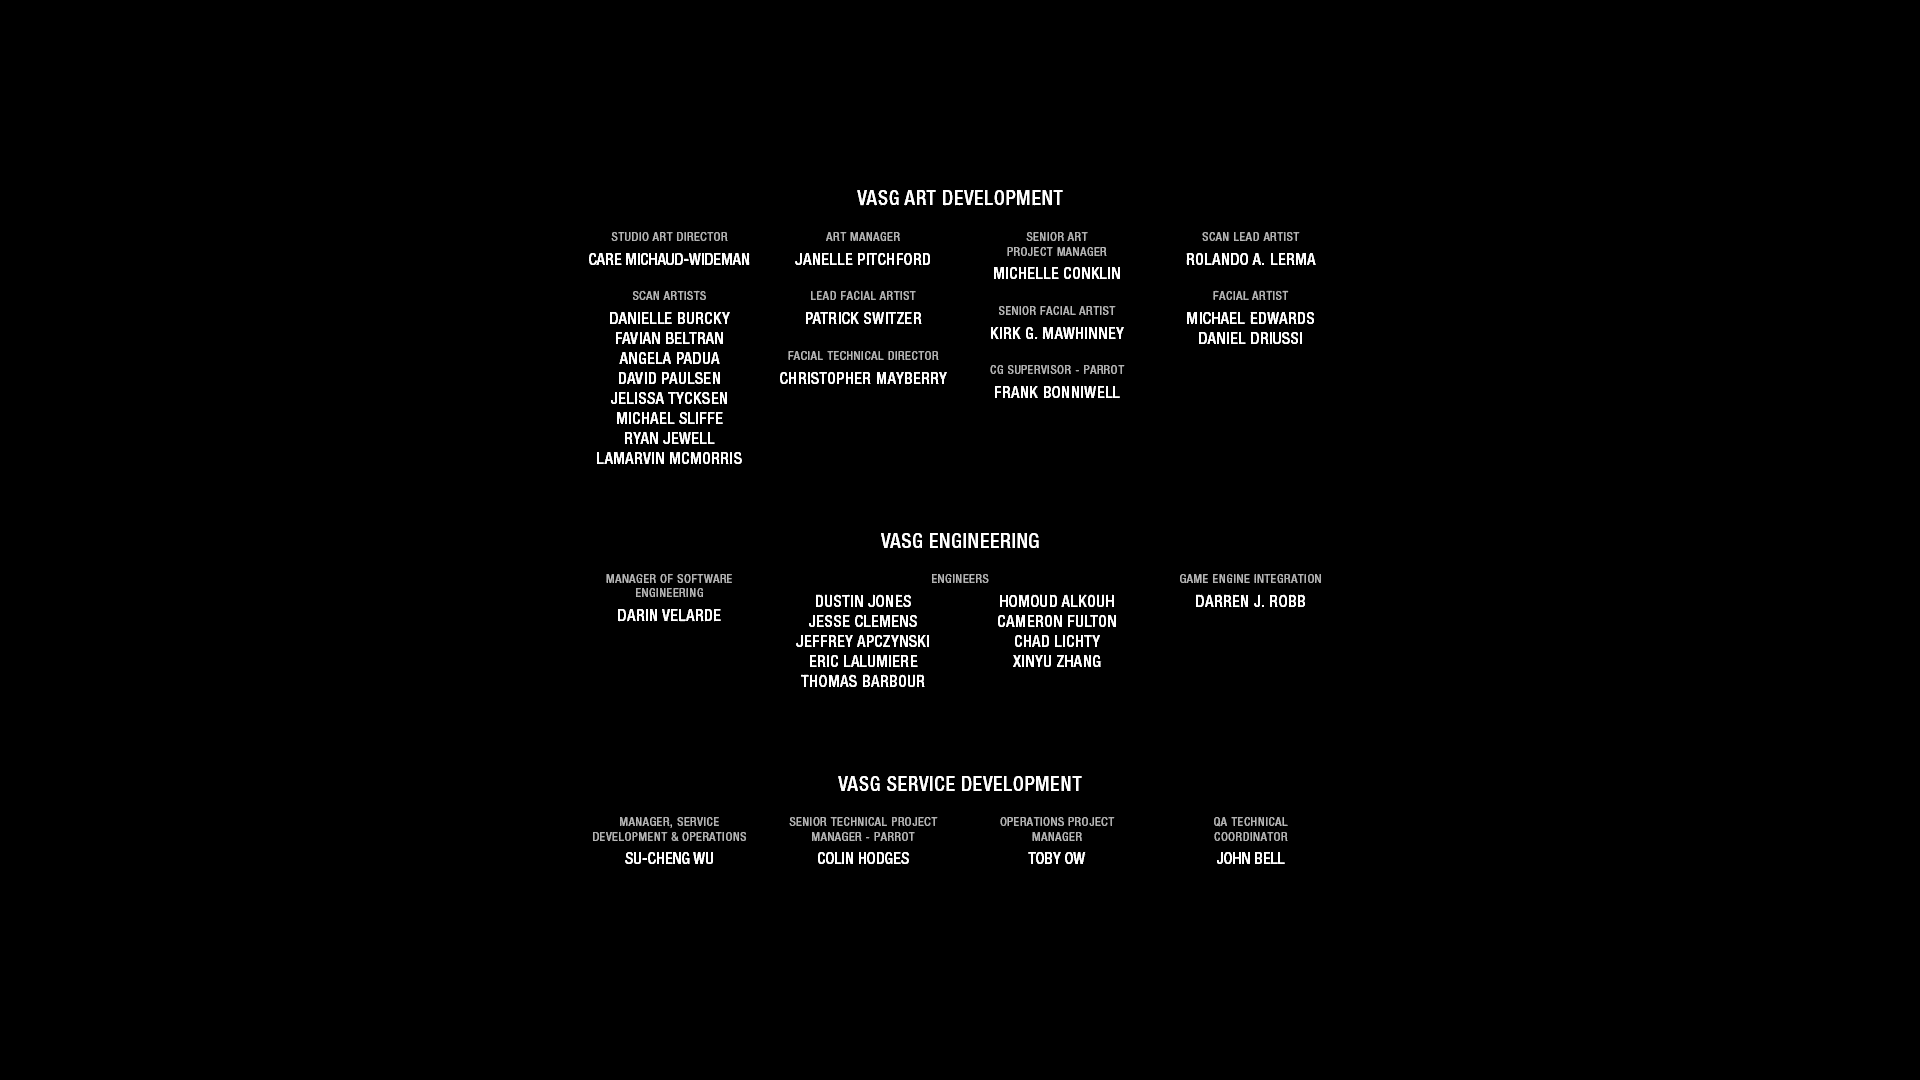 VASG ART DEVELOPMENT
STUDIO ART DIRECTOR
CARE MICHAUD-WIDEMAN
SCAN ARTISTS
DANIELLE BURCKY
FAVIAN BELTRAN
ANGELA PADUA
DAVID PAULSEN
JELISSA TYCKSEN
MICHAEL SLIFFE
RYAN JEWELL
LAMARVIN MCMORRIS
ART MANAGER
JANELLE PITCHFORD
LEAD FACIAL ARTIST
PATRICK SWITZER
FACIAL TECHNICAL DIRECTOR
CHRISTOPHER MAYBERRY
SENIOR ART
PROJECT MANAGER
MICHELLE CONKLIN
SENIOR FACIAL ARTIST
KIRK G. MAWHINNEY
CG SUPERVISOR - PARROT
FRANK BONNIWELL
SCAN LEAD ARTIST
ROLANDO A. LERMA
FACIAL ARTIST
MICHAEL EDWARDS
DANIEL DRIUSSI
VASG ENGINEERING
MANAGER OF SOFTWARE
ENGINEERING
DARIN VELARDE
ENGINEERS
DUSTIN JONES
JESSE CLEMENS
JEFFREY APCZYNSKI
ERIC LALUMIERE
THOMAS BARBOUR
HOMOUD ALKOUH
CAMERON FULTON
CHAD LICHTY
XINYU ZHANG
GAME ENGINE INTEGRATION
DARREN J. ROBB
VASG SERVICE DEVELOPMENT
MANAGER, SERVICE
DEVELOPMENT & OPERATIONS
SU-CHENG WU
SENIOR TECHNICAL PROJECT
MANAGER - PARROT
COLIN HODGES
OPERATIONS PROJECT
MANAGER
TOBY OW
QA TECHNICAL
COORDINATOR
JOHN BELL